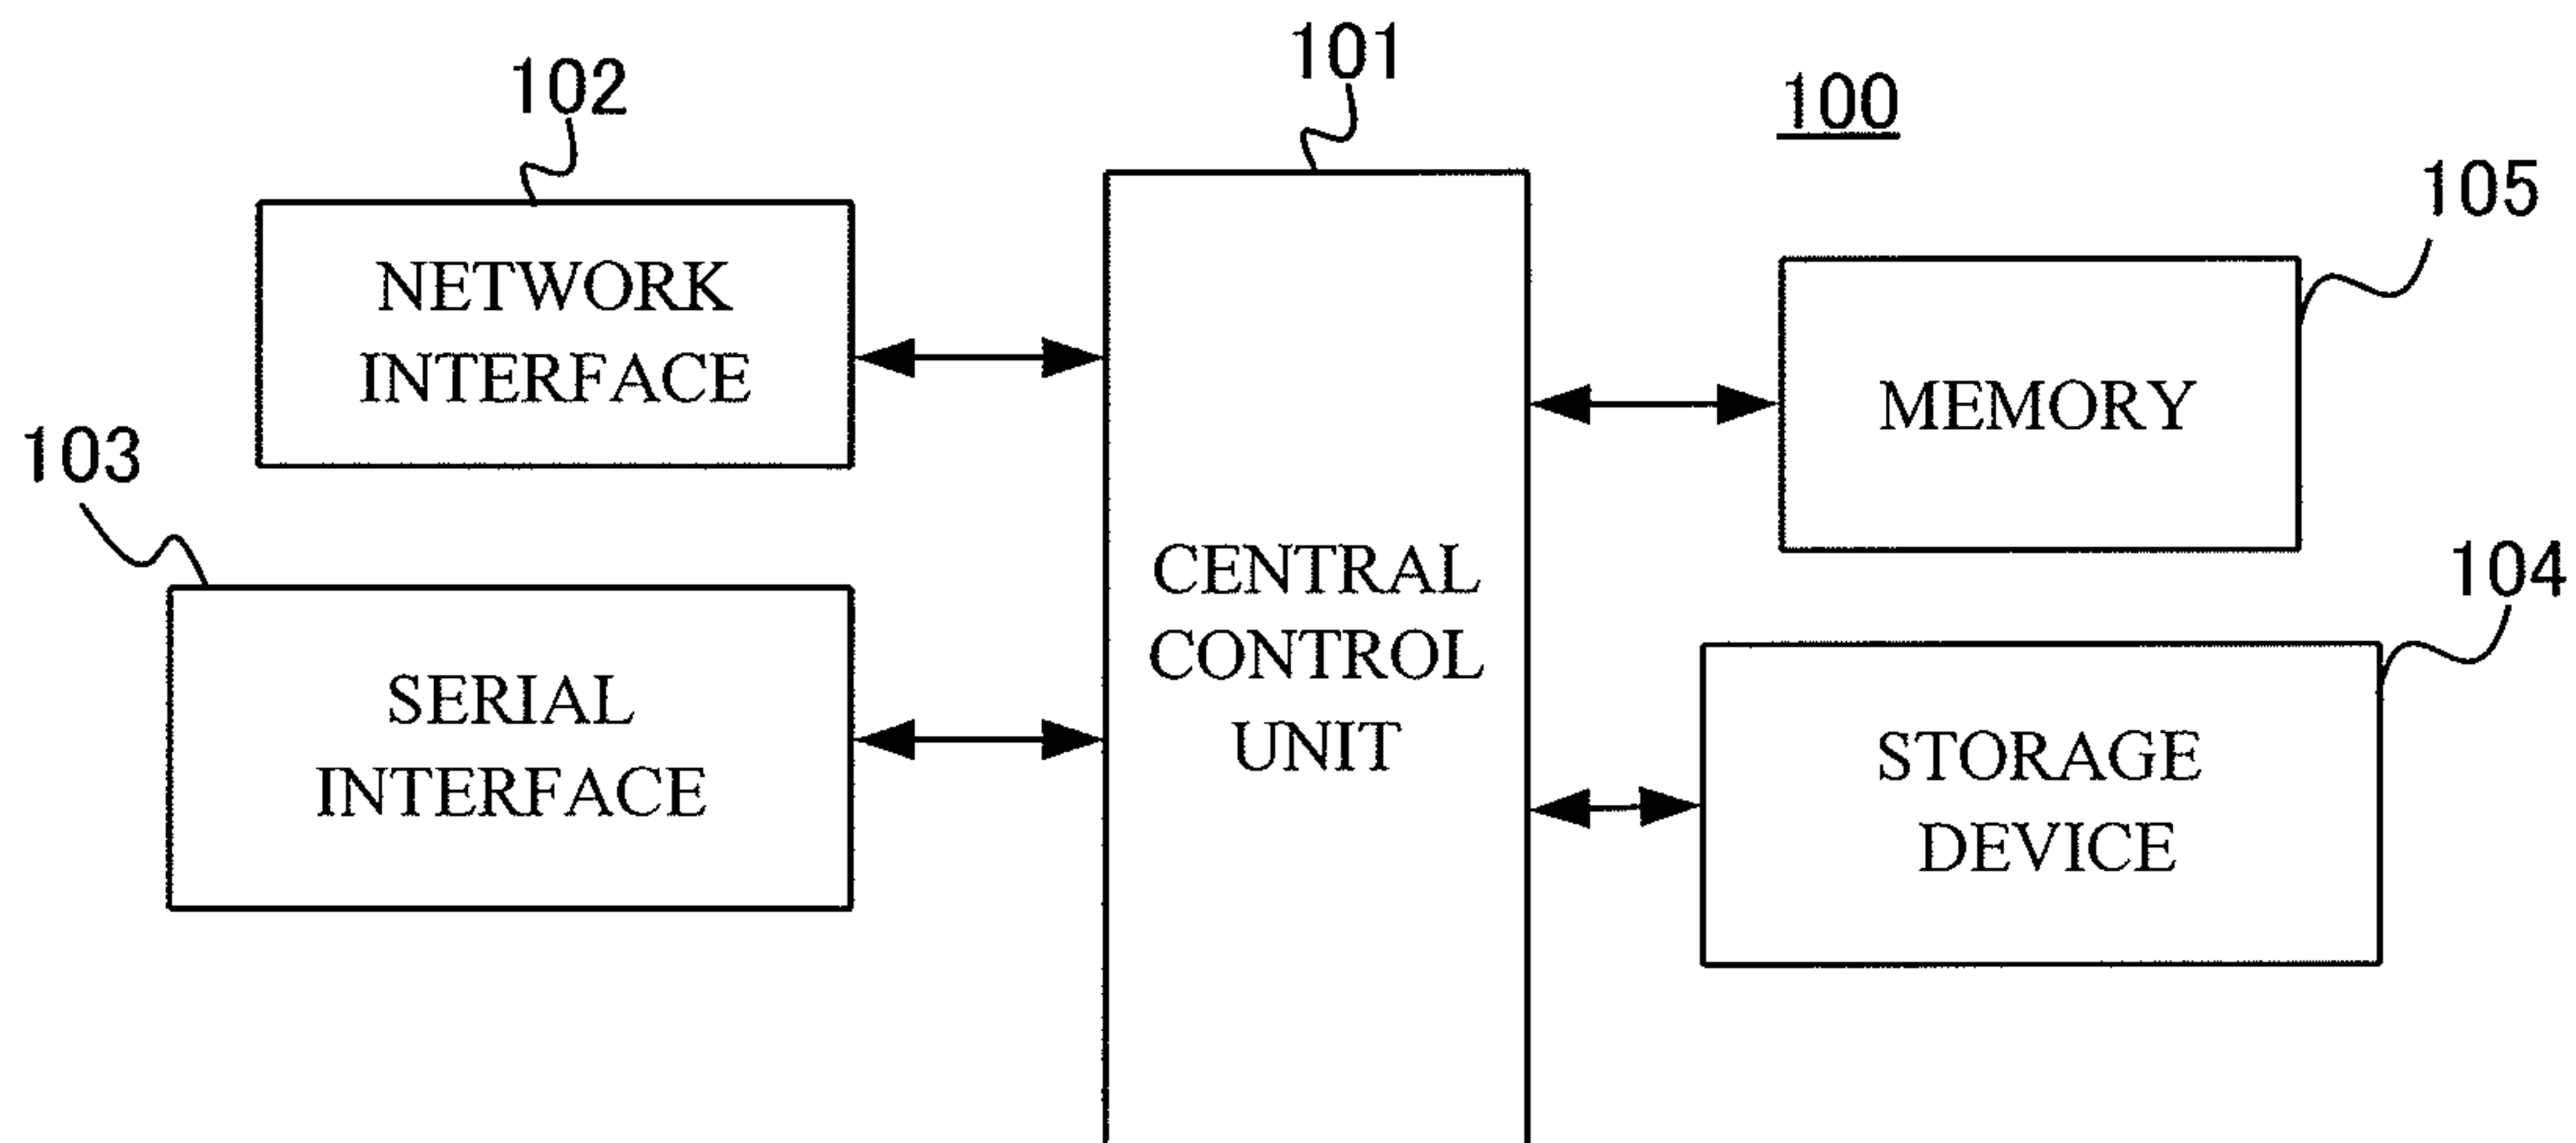 101
102
100
105
NETWORK
INTERFACE
MEMORY
103
CENTRAL
CONTROL
UNIT
104
SERIAL
INTERFACE
STORAGE
DEVICE